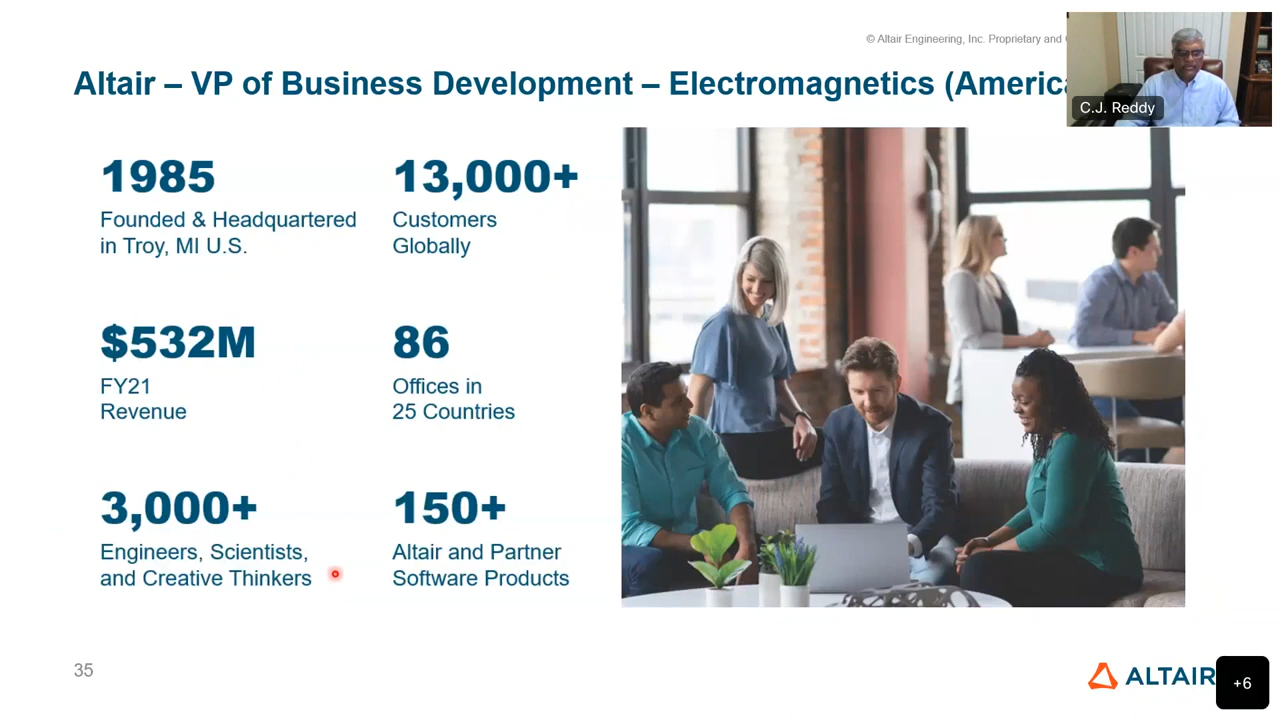 © Altair Engineering, Inc. Proprietary and
Altair – VP of Business Development – Electromagnetics (America
C.J. Reddy
1985
Founded & Headquartered
in Troy, MI U.S.
13,000+
Customers
Globally
$532M
FY21
Revenue
86
Offices in
25 Countries
3,000+
Engineers, Scientists,
and Creative Thinkers
150+
Altair and Partner
Software Products
35
ALTAIR
+6